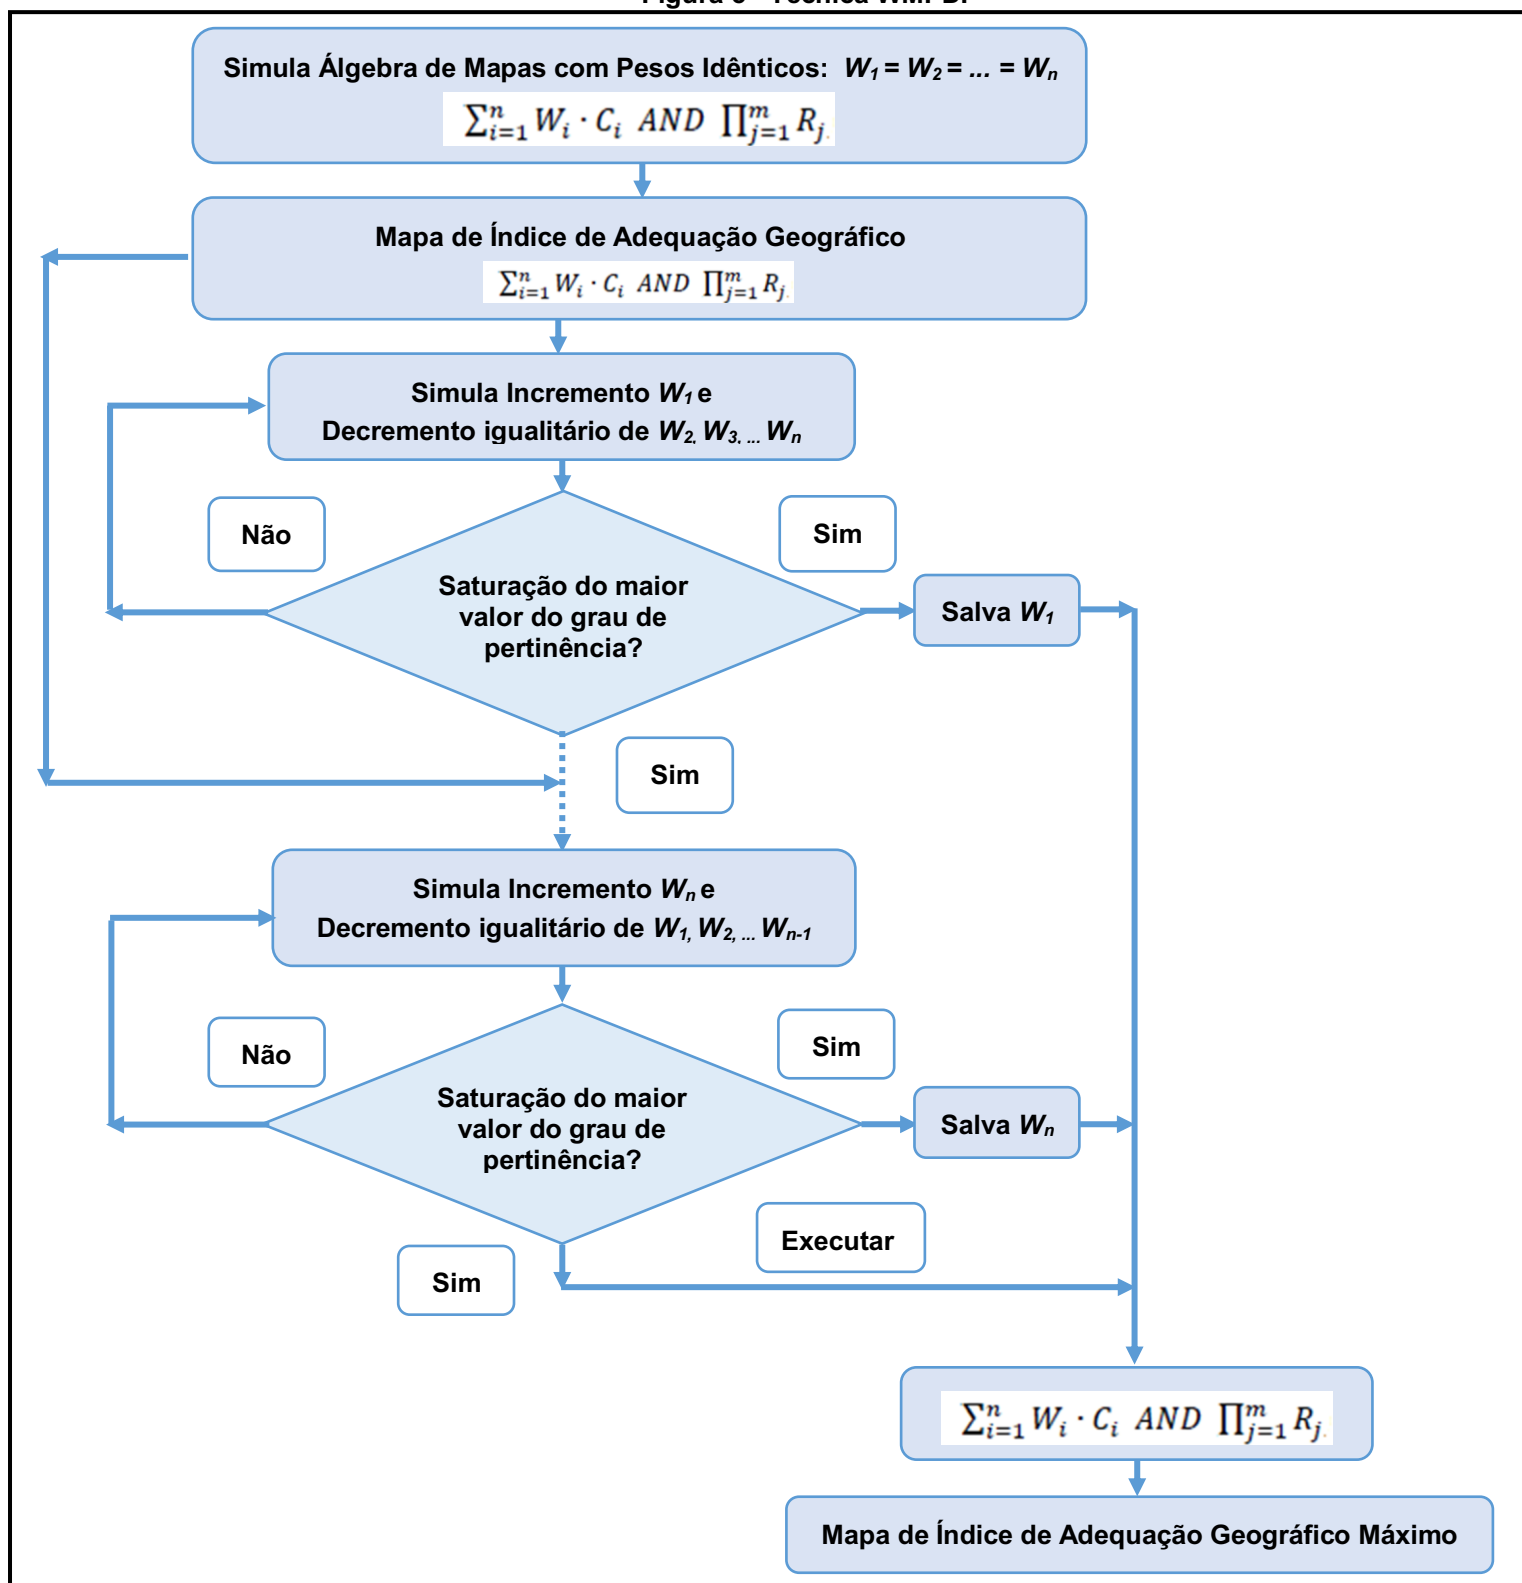 Simula Álgebra de Mapas com Pesos Idênticos: W₁ = W₂ = ... = Wₙ
∑ⁿᵢ₌₁ Wᵢ · Cᵢ AND ∏ᵐⱼ₌₁ Rⱼ.
Mapa de Índice de Adequação Geográfico
∑ⁿᵢ₌₁ Wᵢ · Cᵢ AND ∏ᵐⱼ₌₁ Rⱼ.
Simula Incremento W₁ e
Decremento igualitário de W₂, W₃, ... Wₙ
Não
Sim
Saturação do maior
valor do grau de
pertinência?
Salva W₁
Sim
Simula Incremento Wₙ e
Decremento igualitário de W₁, W₂, ... Wₙ₋₁
Não
Sim
Saturação do maior
valor do grau de
pertinência?
Salva Wₙ
Executar
Sim
∑ⁿᵢ₌₁ Wᵢ · Cᵢ AND ∏ᵐⱼ₌₁ Rⱼ.
Mapa de Índice de Adequação Geográfico Máximo